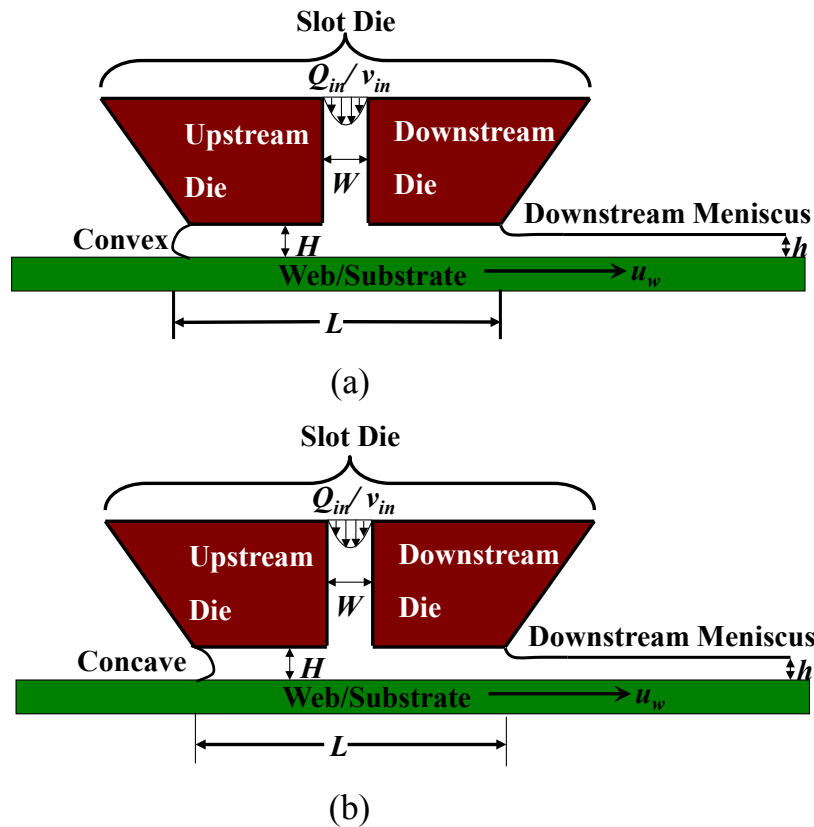 Slot Die
Q_in / v_in
Upstream
Die
Downstream
Die
W
Downstream Meniscus
Convex
H
h
Web/Substrate
u_w
L
(a)
Slot Die
Q_in / v_in
Upstream
Die
Downstream
Die
W
Downstream Meniscus
Concave
H
h
Web/Substrate
u_w
L
(b)